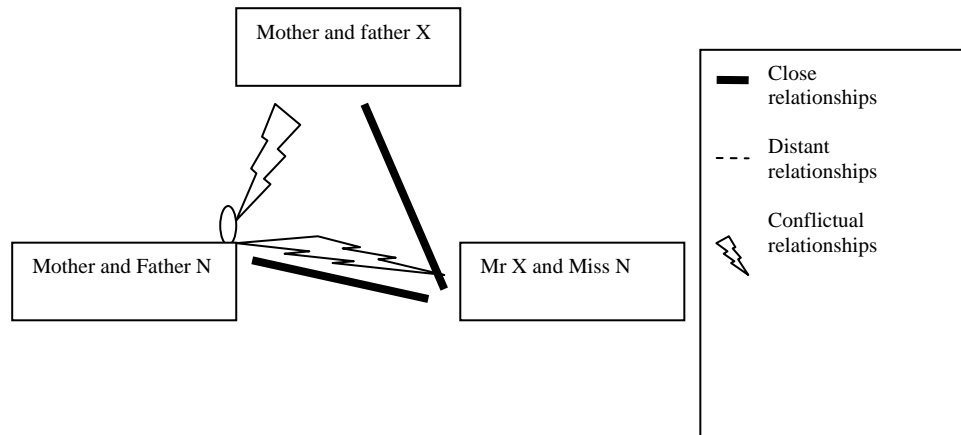 Mother and father X
Mother and Father N
Mr X and Miss N
Close
relationships
Distant
relationships
Conflictual
relationships